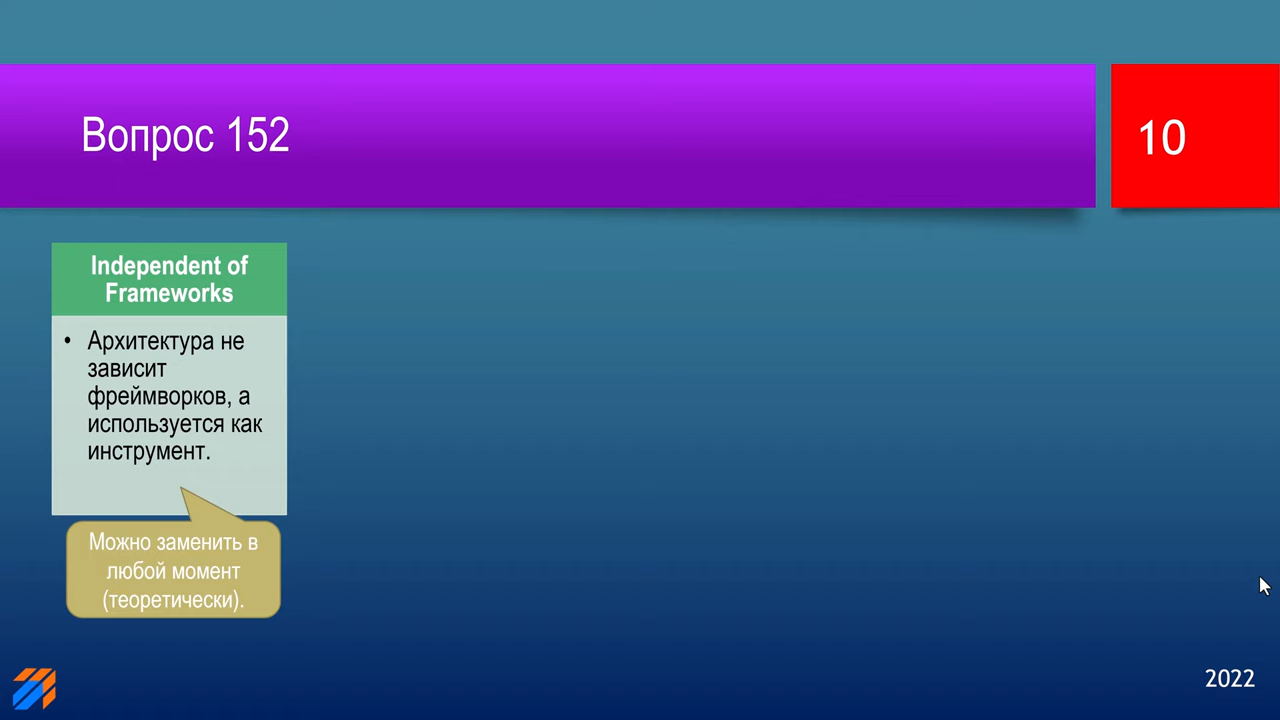 Вопрос 152
10
Independent of
Frameworks
• Архитектура не
зависит
фреймворков, а
используется как
инструмент.
Можно заменить в
любой момент
(теоретически).
2022